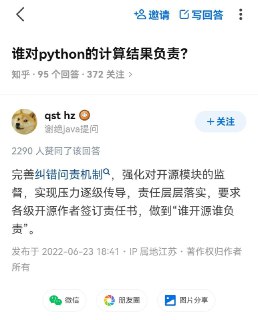 邀请 写回答
谁对python的计算结果负责?
知乎 · 95 个回答 · 372 关注 >
qst hz
谢绝java提问
+ 关注
2290 人赞同了该回答
完善纠错问责机制，强化对开源模块的监
督，实现压力逐级传导，责任层层落实，要求
各级开源作者签订责任书，做到“谁开源谁负
责”。
发布于 2022-06-23 18:41 · IP 属地江苏 · 著作权归作者
所有
微信 朋友圈 图片分享